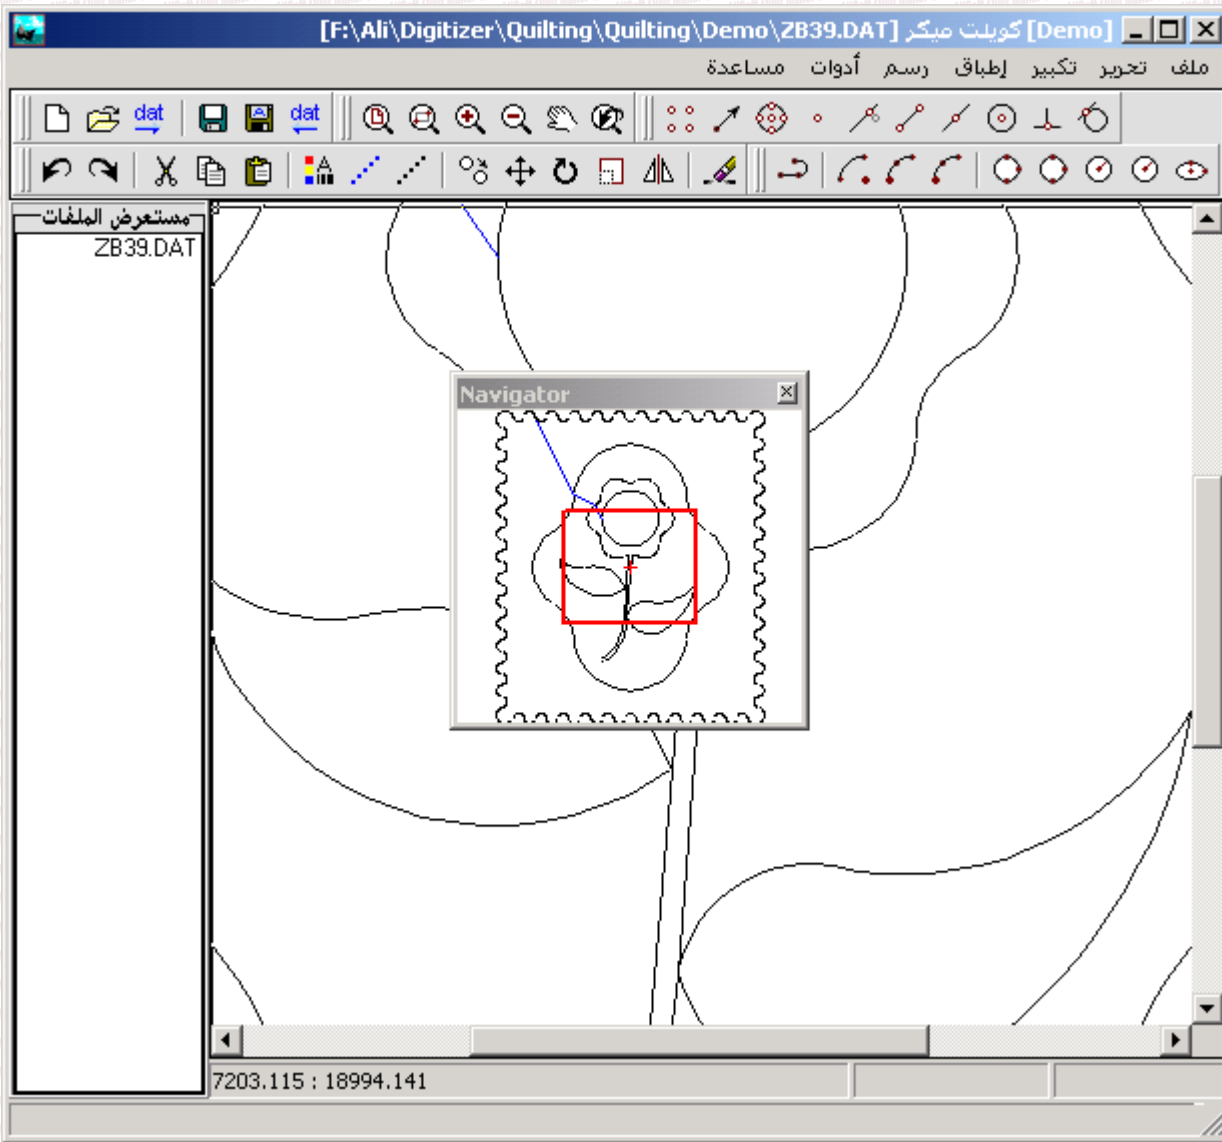 [Demo] كويلت ميكر [F:\Ali\Digitizer\Quilting\Quilting\Demo\ZB39.DAT]
ملف تحرير تكبير إطباق رسم أدوات مساعدة
dat dat
مستعرض الملفات
ZB39.DAT
Navigator
7203.115 : 18994.141